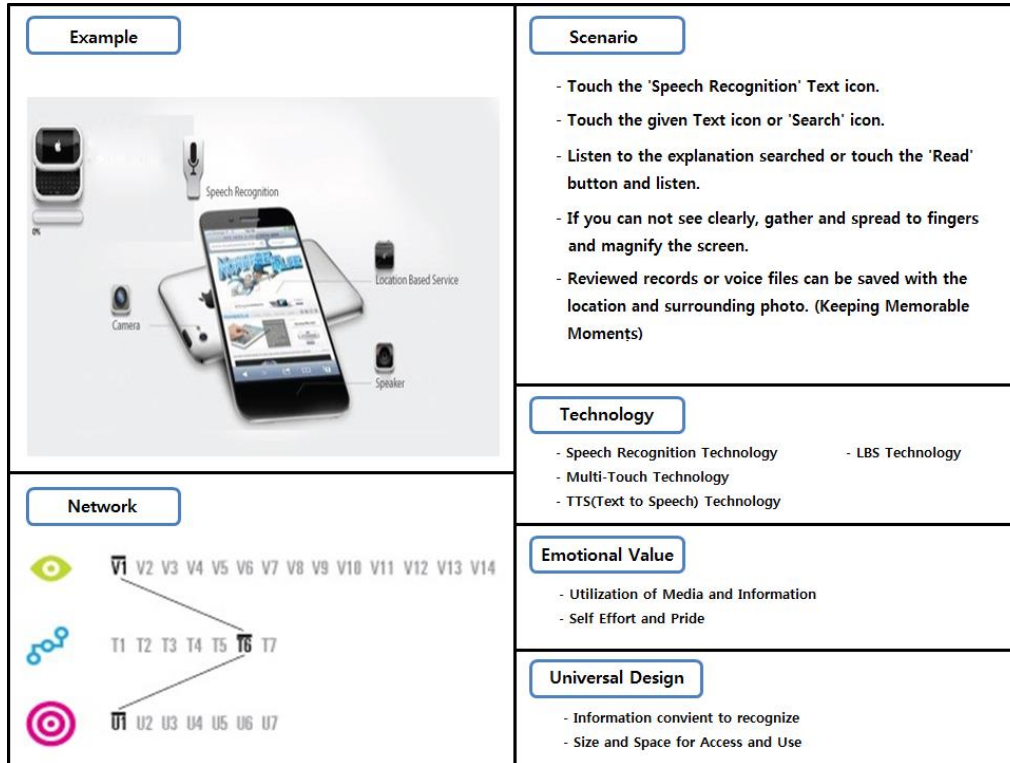 Example
0%
Speech Recognition
Location Based Service
Camera
Speaker
Network
V1 V2 V3 V4 V5 V6 V7 V8 V9 V10 V11 V12 V13 V14
T1 T2 T3 T4 T5 T6 T7
U1 U2 U3 U4 U5 U6 U7
Scenario
- Touch the 'Speech Recognition' Text icon.
- Touch the given Text icon or 'Search' icon.
- Listen to the explanation searched or touch the 'Read'
button and listen.
- If you can not see clearly, gather and spread to fingers
and magnify the screen.
- Reviewed records or voice files can be saved with the
location and surrounding photo. (Keeping Memorable
Moments)
Technology
- Speech Recognition Technology - LBS Technology
- Multi-Touch Technology
- TTS(Text to Speech) Technology
Emotional Value
- Utilization of Media and Information
- Self Effort and Pride
Universal Design
- Information convient to recognize
- Size and Space for Access and Use